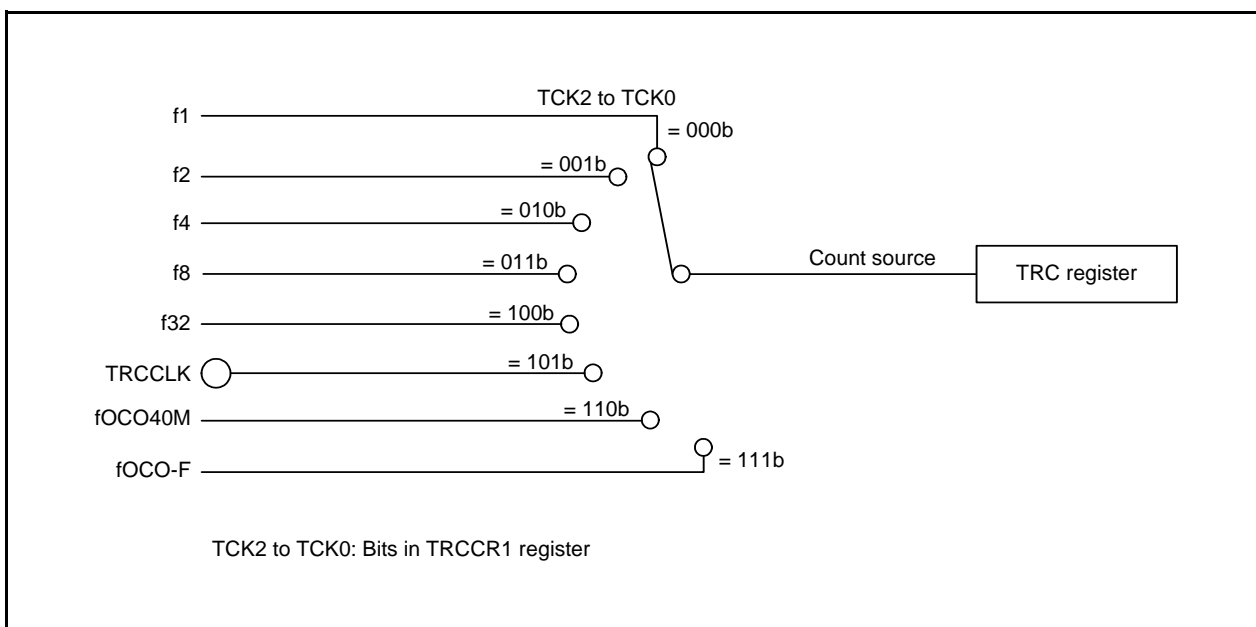 TCK2 to TCK0
f1
= 000b
f2
= 001b
f4
= 010b
f8
= 011b
Count source
TRC register
f32
= 100b
TRCCLK
= 101b
fOCO40M
= 110b
fOCO-F
= 111b
TCK2 to TCK0: Bits in TRCCR1 register